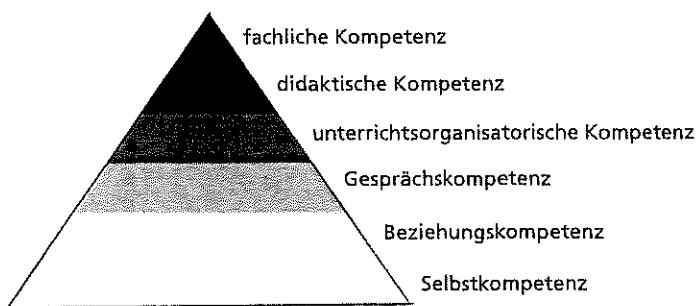 fachliche Kompetenz
didaktische Kompetenz
unterrichtsorganisatorische Kompetenz
Gesprächskompetenz
Beziehungskompetenz
Selbstkompetenz